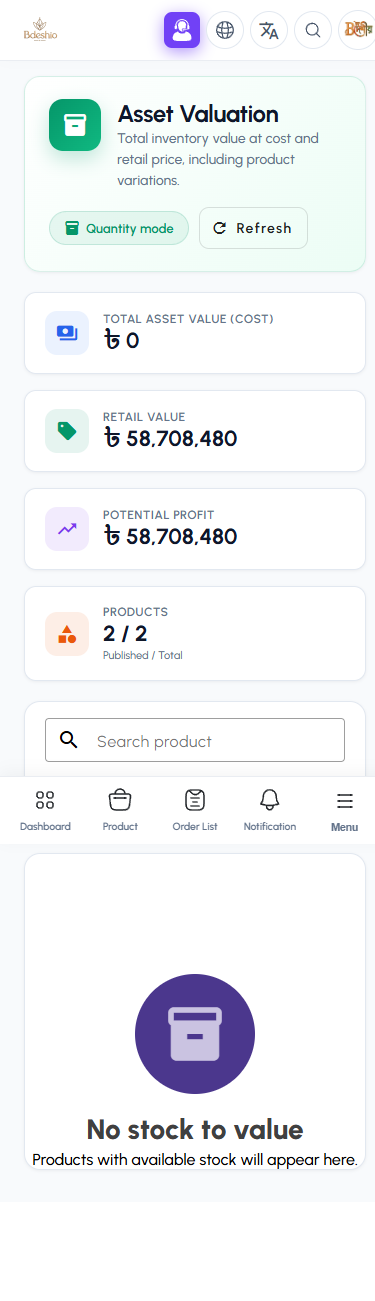 Bdeshio
Asset Valuation
Total inventory value at cost and
retail price, including product
variations.
Quantity mode
Refresh
TOTAL ASSET VALUE (COST)
৳ 0
RETAIL VALUE
৳ 58,708,480
POTENTIAL PROFIT
৳ 58,708,480
PRODUCTS
2 / 2
Published / Total
Search product
Dashboard
Product
Order List
Notification
Menu
No stock to value
Products with available stock will appear here.